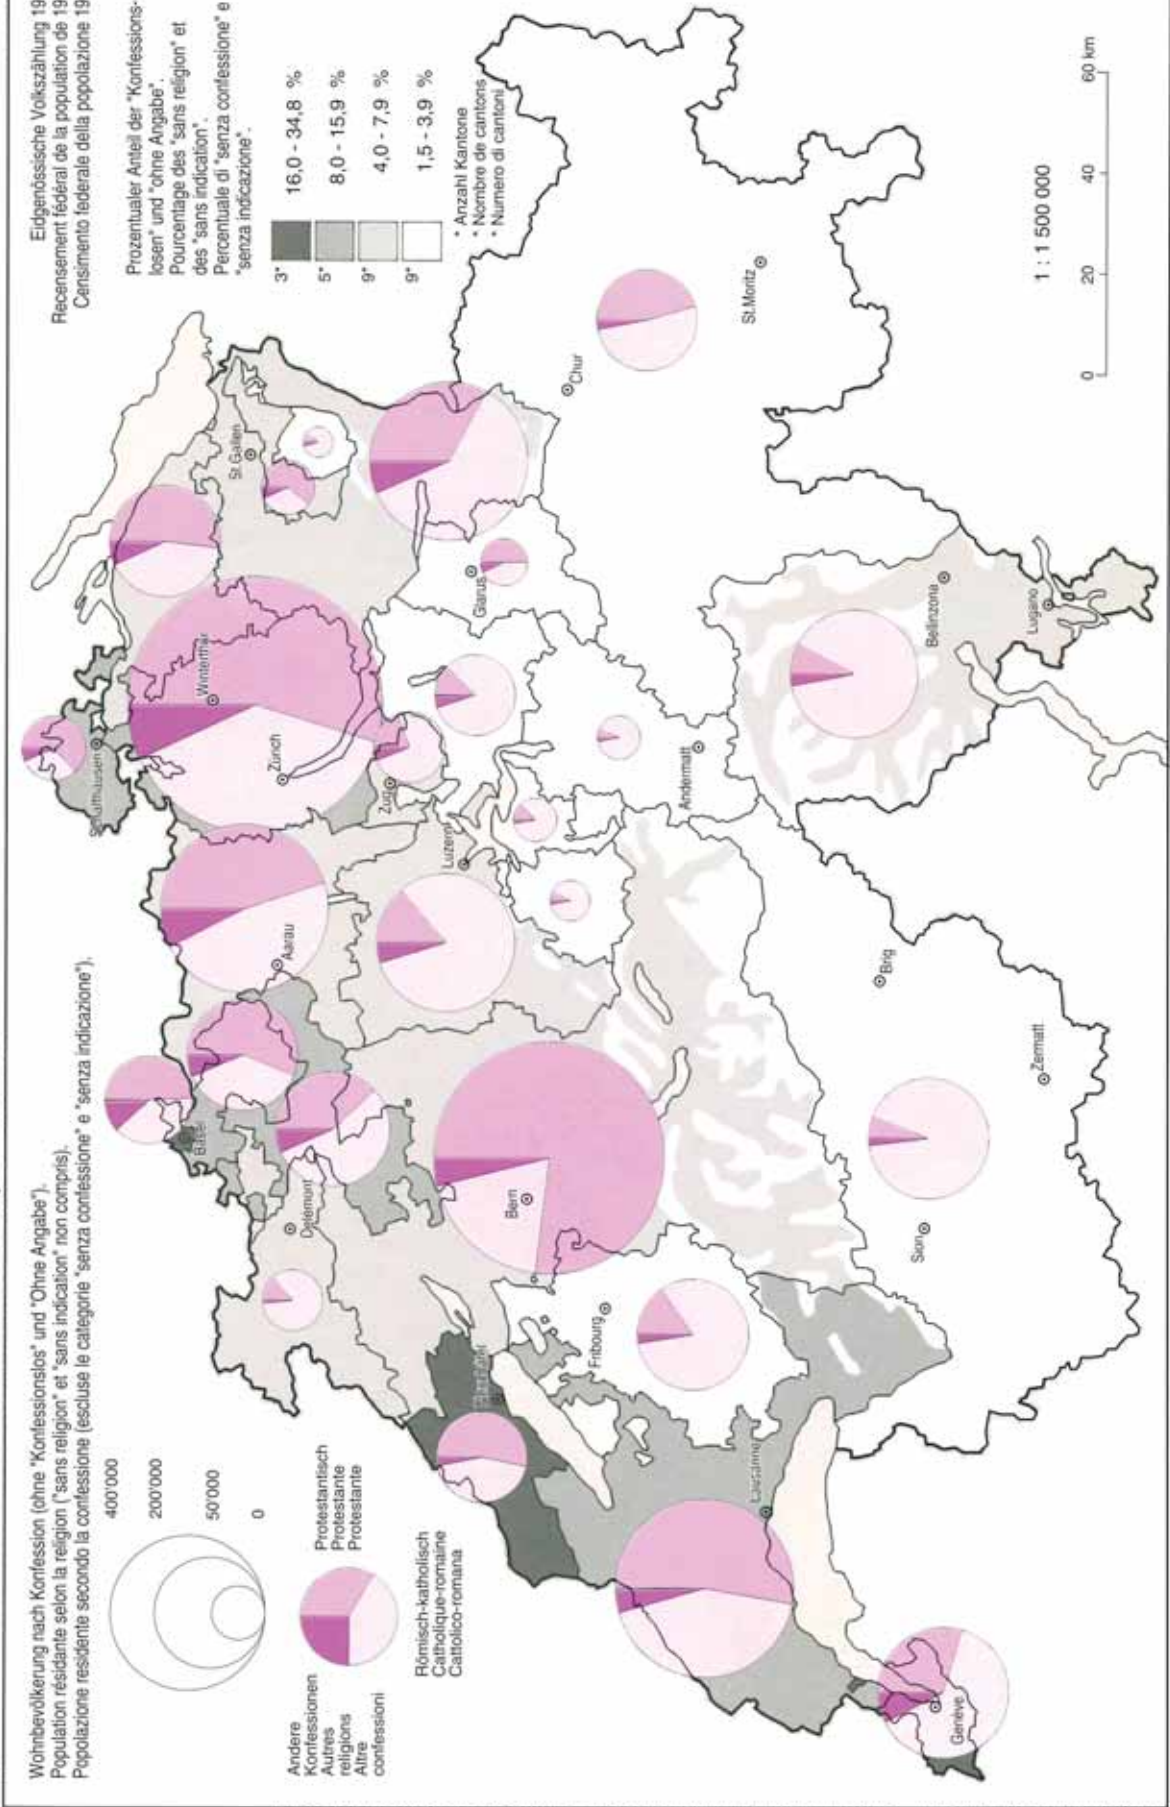 Wohnbevölkerung nach Konfession (ohne "Konfessionslos" und "Ohne Angabe").
Population résidante selon la religion ("sans religion" et "sans indication" non compris).
Popolazione residente secondo la confessione (escluse le categorie "senza confessione" e "senza indicazione").
Eidgenössische Volkszählung 19
Recensement fédéral de la population de 19
Censimento federale della popolazione 19
400'000
200'000
50'000
0
Andere
Konfessionen
Autres
religions
Altre
confessioni
Protestantisch
Protestante
Protestante
Römisch-katholisch
Catholique-romaine
Cattolico-romana
Prozentualer Anteil der "Konfessions-
losen" und "ohne Angabe".
Pourcentage des "sans religion" et
des "sans indication".
Percentuale di "senza confessione" e
"senza indicazione".
3* 16,0 - 34,8 %
5* 8,0 - 15,9 %
9* 4,0 - 7,9 %
9* 1,5 - 3,9 %
* Anzahl Kantone
* Nombre de cantons
* Numero di cantoni
Schaffhausen
Basel
Winterthur
St.Gallen
Delémont
Aarau
Zürich
Zug
Luzern
Glarus
Bern
Chur
Fribourg
Andermatt
St.Moritz
Lausanne
Brig
Sion
Bellinzona
Genève
Zermatt
Lugano
1 : 1 500 000
0 20 40 60 km